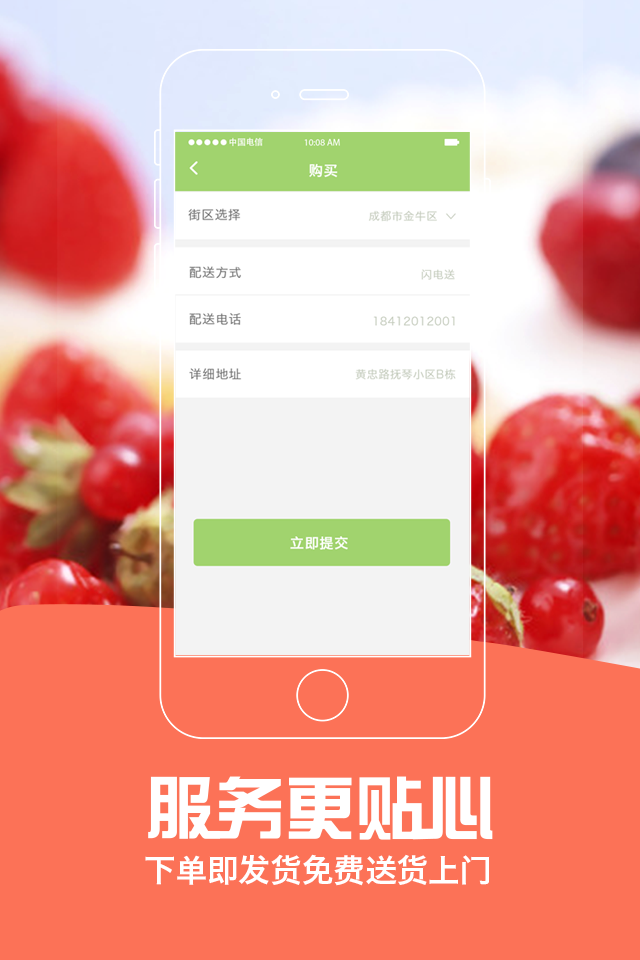 中国电信 10:08 AM
购买
街区选择 成都市金牛区
配送方式 闪电送
配送电话 18412012001
详细地址 黄忠路抚琴小区B栋
立即提交
服务更贴心
下单即发货免费送货上门